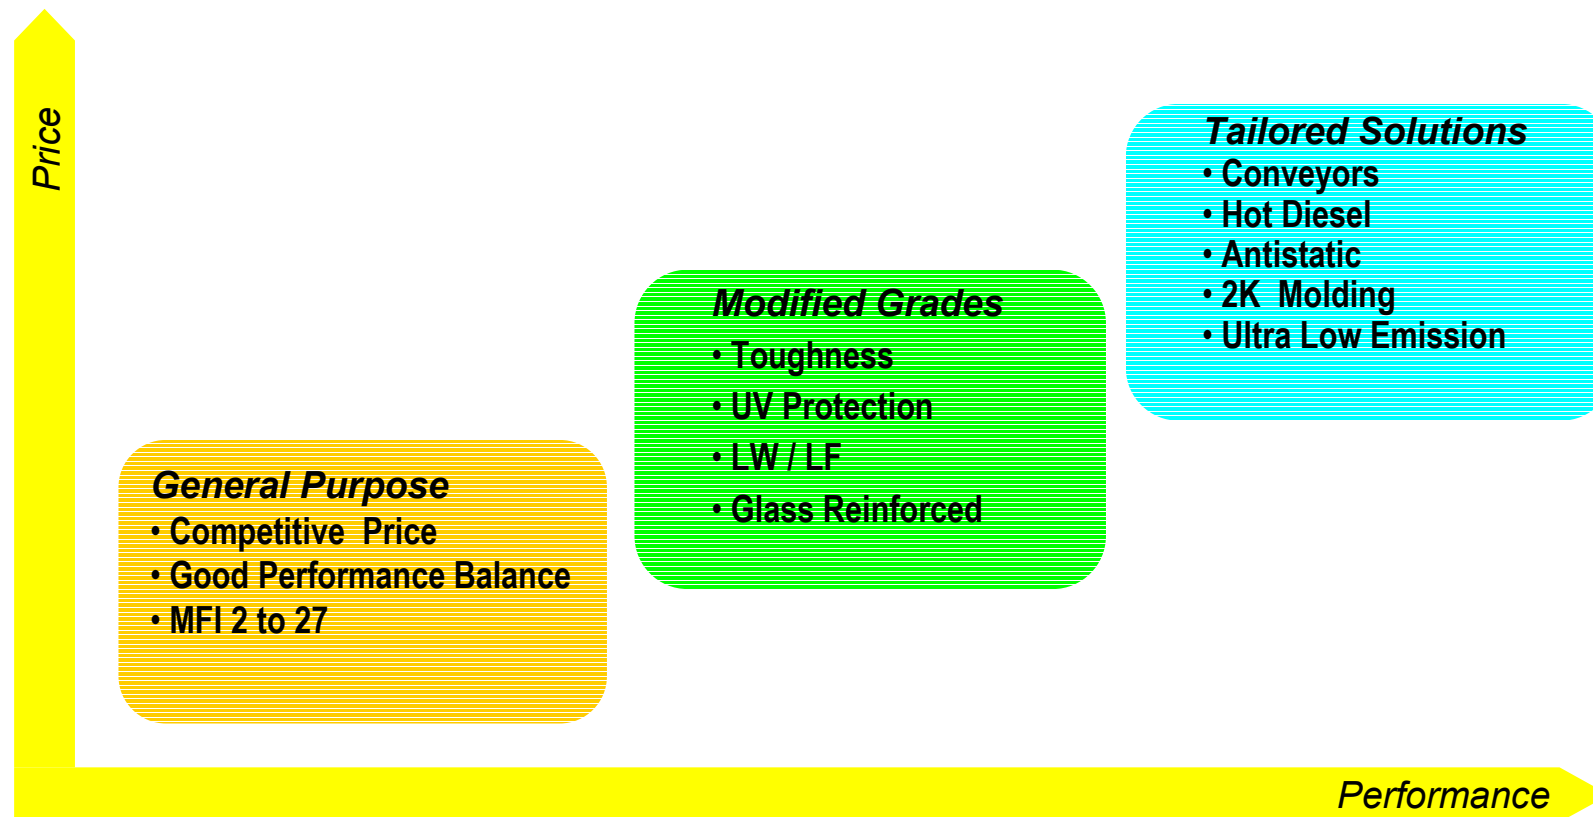 Price
Tailored Solutions
• Conveyors
• Hot Diesel
• Antistatic
• 2K Molding
• Ultra Low Emission
Modified Grades
• Toughness
• UV Protection
• LW / LF
• Glass Reinforced
General Purpose
• Competitive Price
• Good Performance Balance
• MFI 2 to 27
Performance